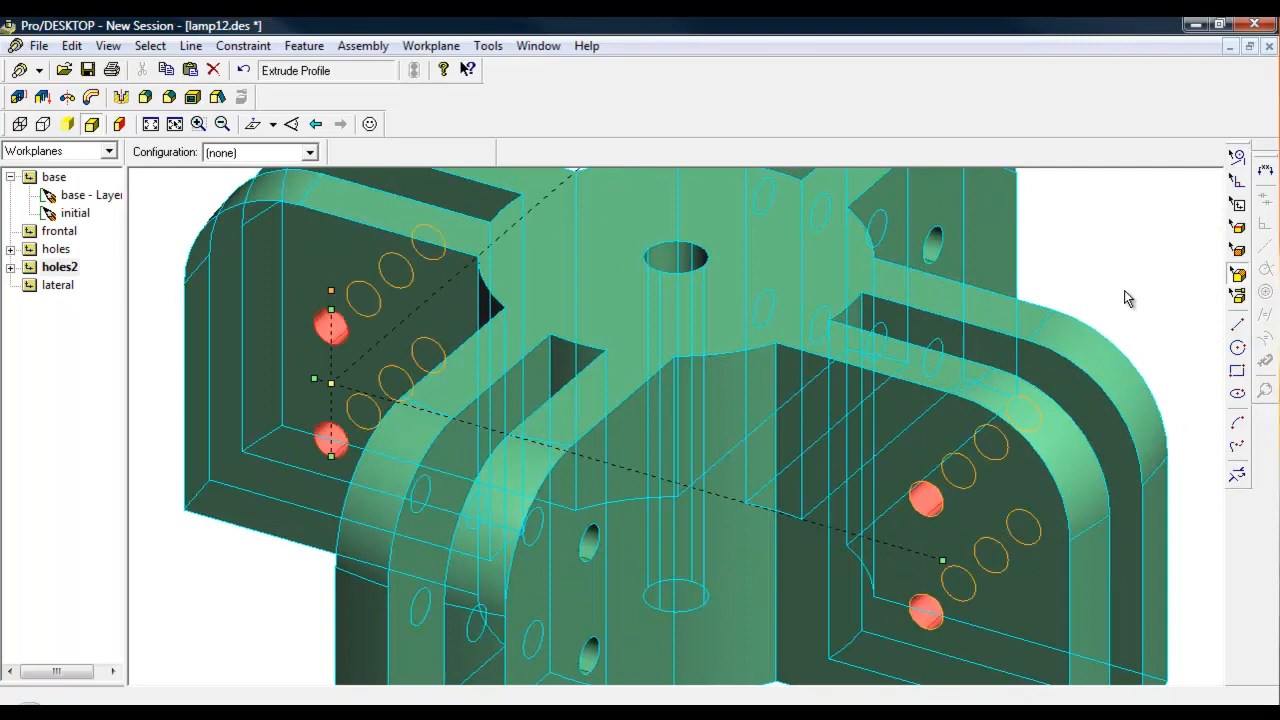 Pro/DESKTOP - New Session - [lamp12.des *]
File Edit View Select Line Constraint Feature Assembly Workplane Tools Window Help
Extrude Profile
Workplanes
Configuration: (none)
base
base - Laye
initial
frontal
holes
holes2
lateral